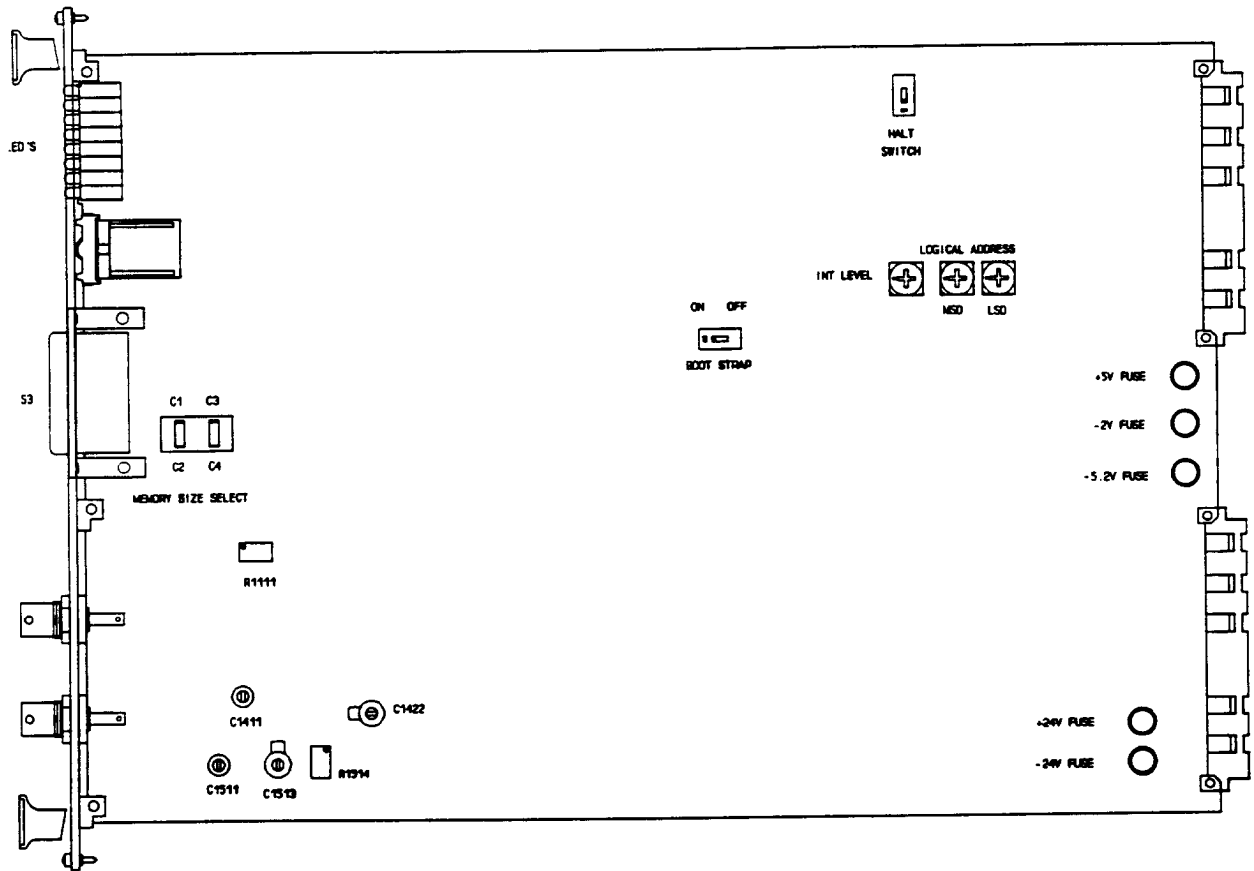 HALT
SWITCH
.ED'S
LOGICAL ADDRESS
INT LEVEL
MSD LSD
ON OFF
BOOT STRAP
+5V FUSE
-2V FUSE
-5.2V FUSE
S3
C1 C3
C2 C4
MEMORY SIZE SELECT
R1111
C1411
C1422
+24V FUSE
-24V FUSE
C1511
C1513
R1514